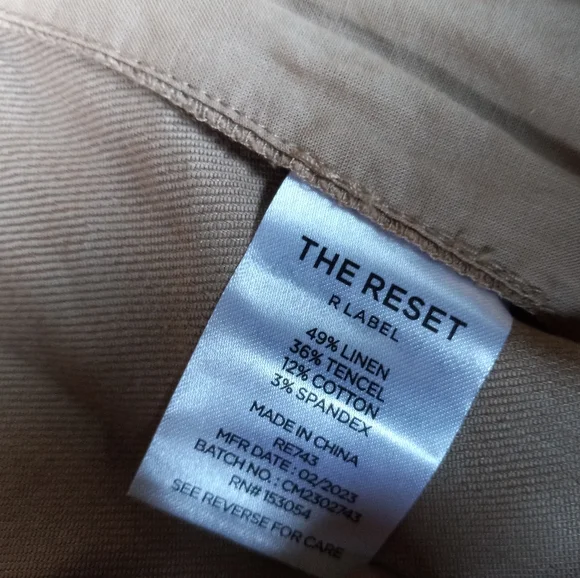 THE RESET
R LABEL
49% LINEN
36% TENCEL
12% COTTON
3% SPANDEX
MADE IN CHINA
RE743
MFR DATE : 02/2023
BATCH NO. : CM2302743
RN# 153054
SEE REVERSE FOR CARE